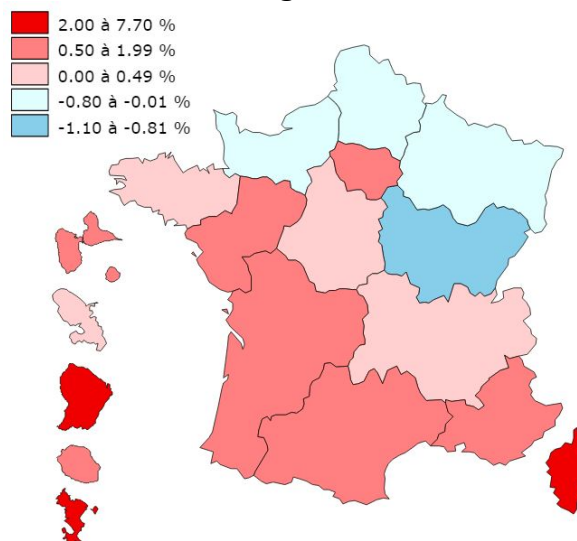 2.00 à 7.70 %
0.50 à 1.99 %
0.00 à 0.49 %
-0.80 à -0.01 %
-1.10 à -0.81 %